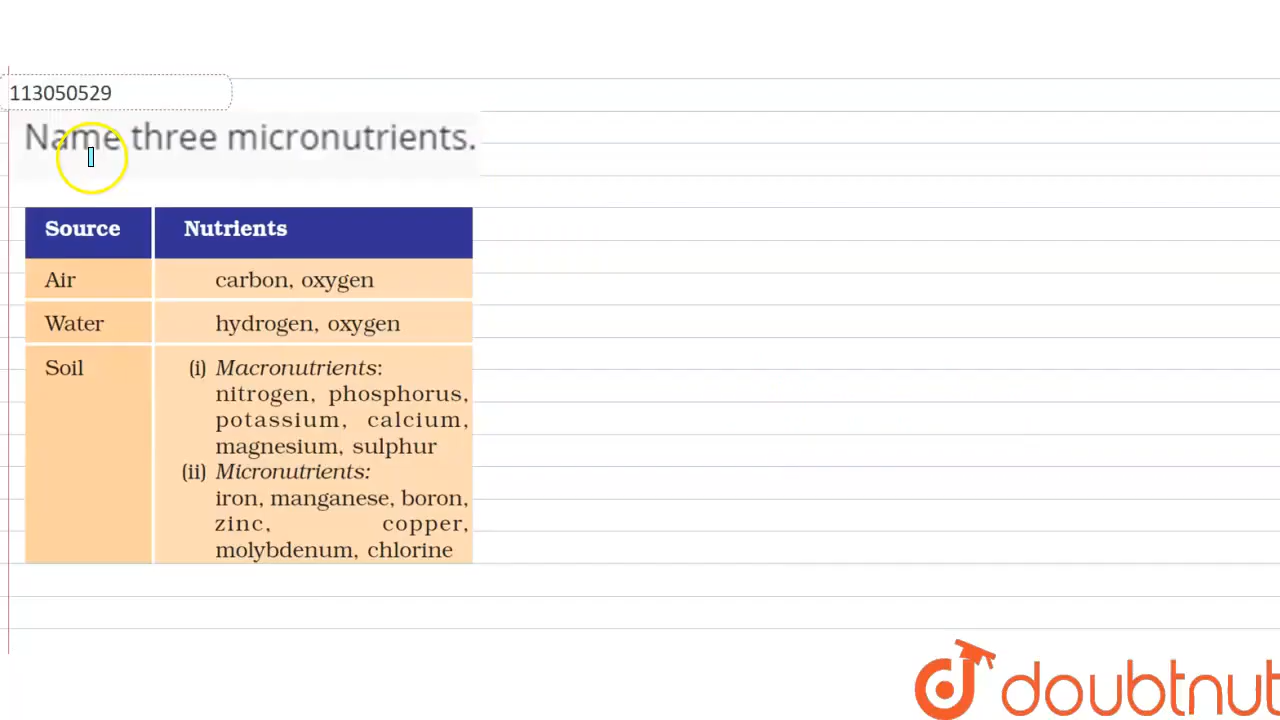 113050529
Name three micronutrients.
Source Nutrients
Air carbon, oxygen
Water hydrogen, oxygen
Soil (i) Macronutrients:
nitrogen, phosphorus,
potassium, calcium,
magnesium, sulphur
(ii) Micronutrients:
iron, manganese, boron,
zinc, copper,
molybdenum, chlorine
doubtnut